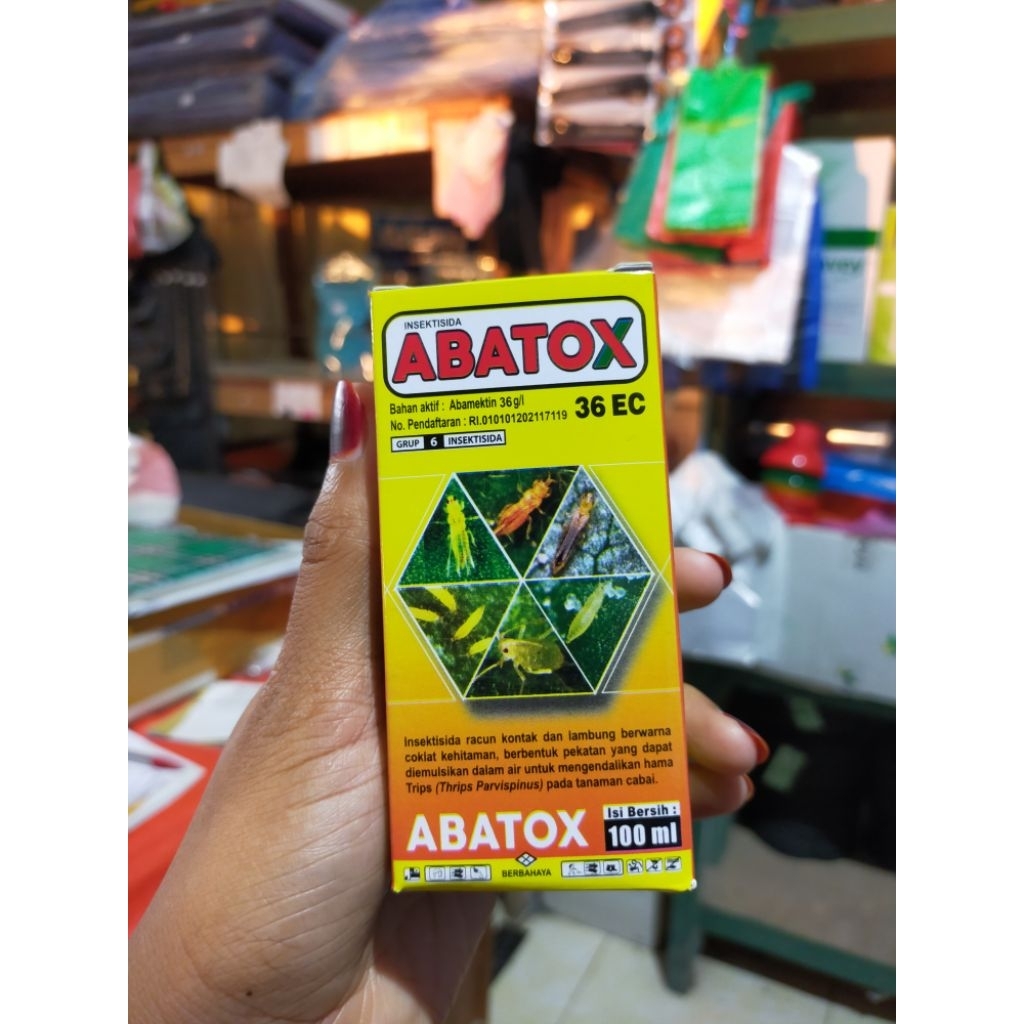 INSEKTISIDA
ABATOX
Bahan aktif : Abamektin 36 g/l
No. Pendaftaran : RI.010101202117119
36 EC
GRUP 6 INSEKTISIDA
Insektisida racun kontak dan lambung berwarna
coklat kehitaman, berbentuk pekatan yang dapat
diemulsikan dalam air untuk mengendalikan hama
Trips (Thrips Parvispinus) pada tanaman cabai.
ABATOX
Isi Bersih :
100 ml
BERBAHAYA